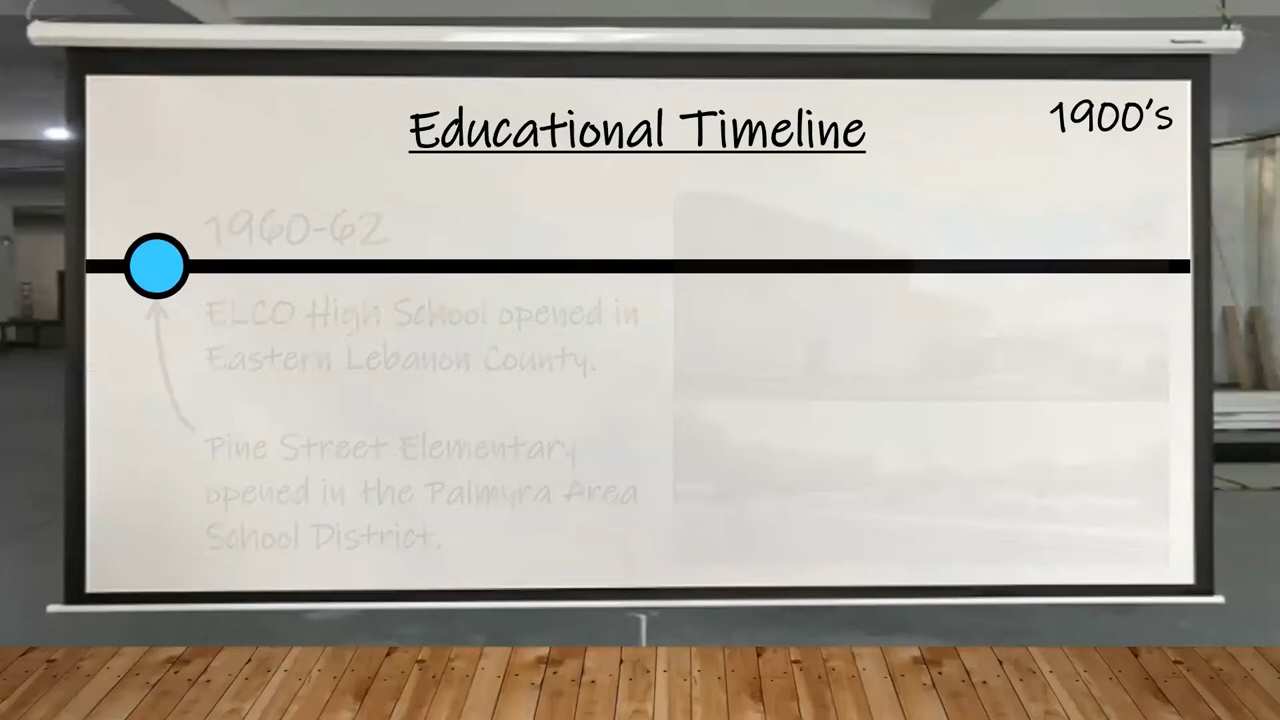 Educational Timeline
1900's
1960-62
ELCO High School opened in
Eastern Lebanon County.
Pine Street Elementary
opened in the Palmyra Area
School District.